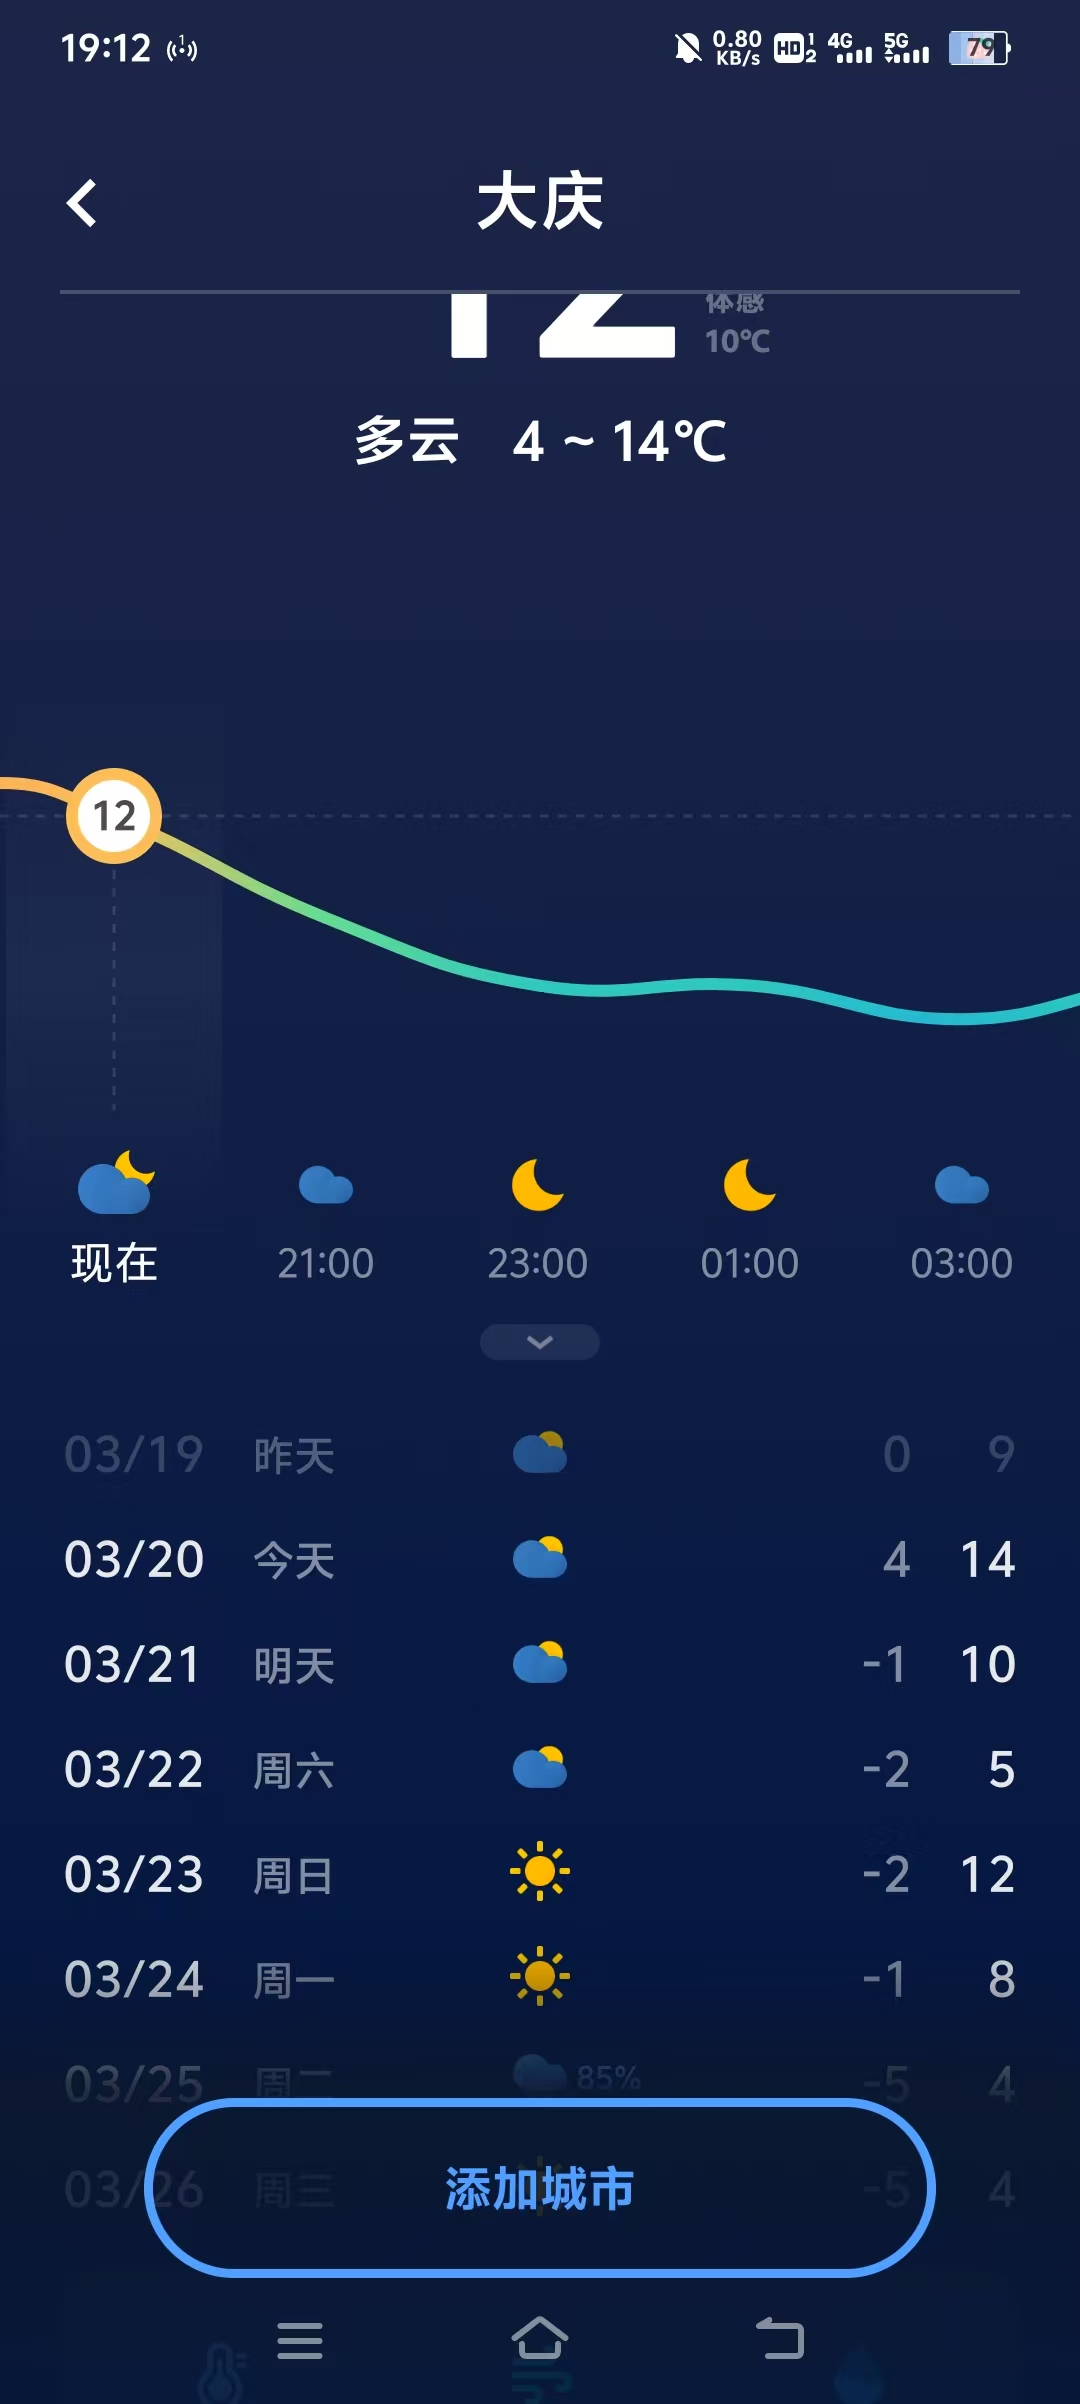 19:12
0.80 KB/s HD 1 2 4G 5G 79
大庆
12 体感
10℃
多云 4 ~ 14℃
12
现在 21:00 23:00 01:00 03:00
03/19 昨天 0 9
03/20 今天 4 14
03/21 明天 -1 10
03/22 周六 -2 5
03/23 周日 -2 12
03/24 周一 -1 8
03/25 周二 85% -5 4
03/26 周三 -5 4
添加城市